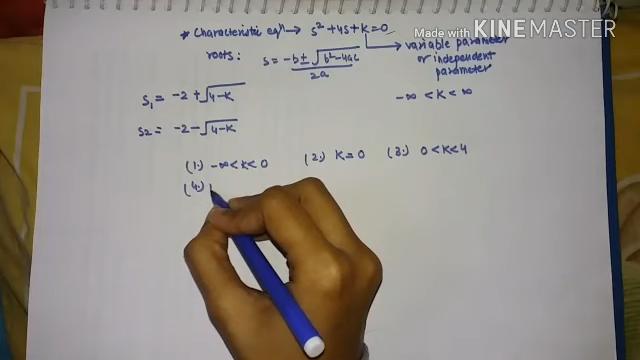 * Characteristic eqⁿ → s² + 4s + k = 0
Made with KINEMASTER
roots: s = -b ± √b² - 4ac / 2a
variable parameter
or independent
parameter
s₁ = -2 + √4-k
-∞ < k < ∞
s2 = -2 - √4-k
(1.) -∞ < k < 0 (2.) k = 0 (3.) 0 < k < 4
(4.)